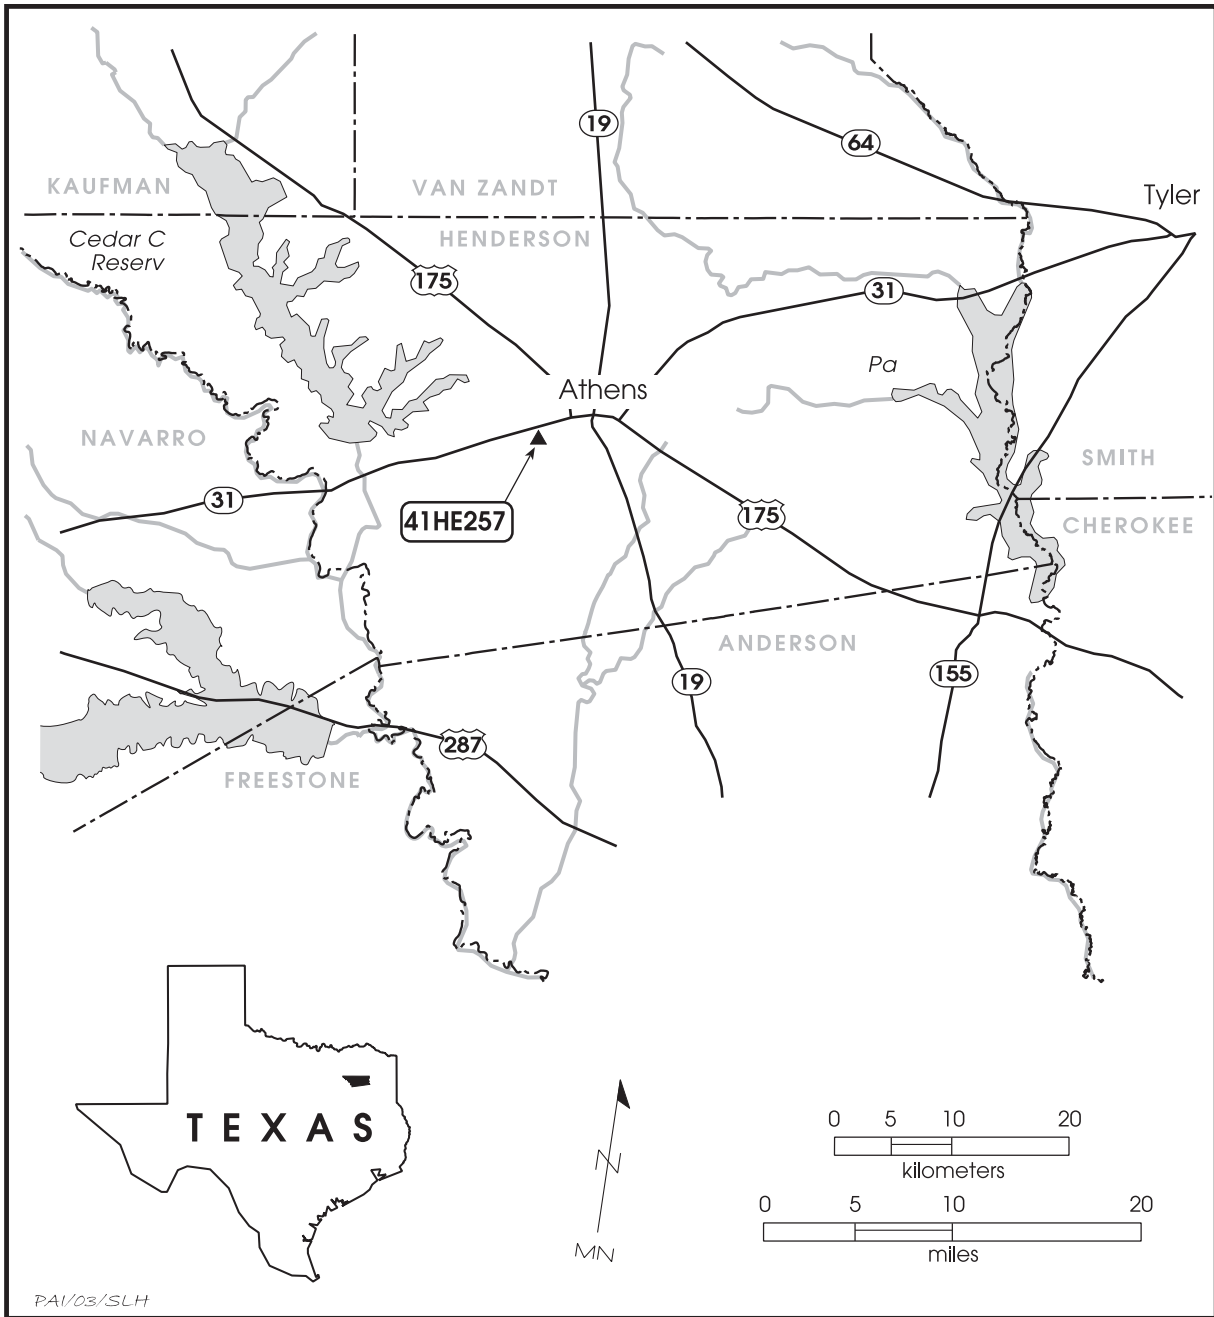 19
64
KAUFMAN
VAN ZANDT
Tyler
Cedar C
Reserv
HENDERSON
175
31
Pa
Athens
NAVARRO
SMITH
31
41HE257
175
CHEROKEE
ANDERSON
19
155
287
FREESTONE
TEXAS
0 5 10 20
kilometers
0 5 10 20
miles
N
MN
PAI/03/SLH